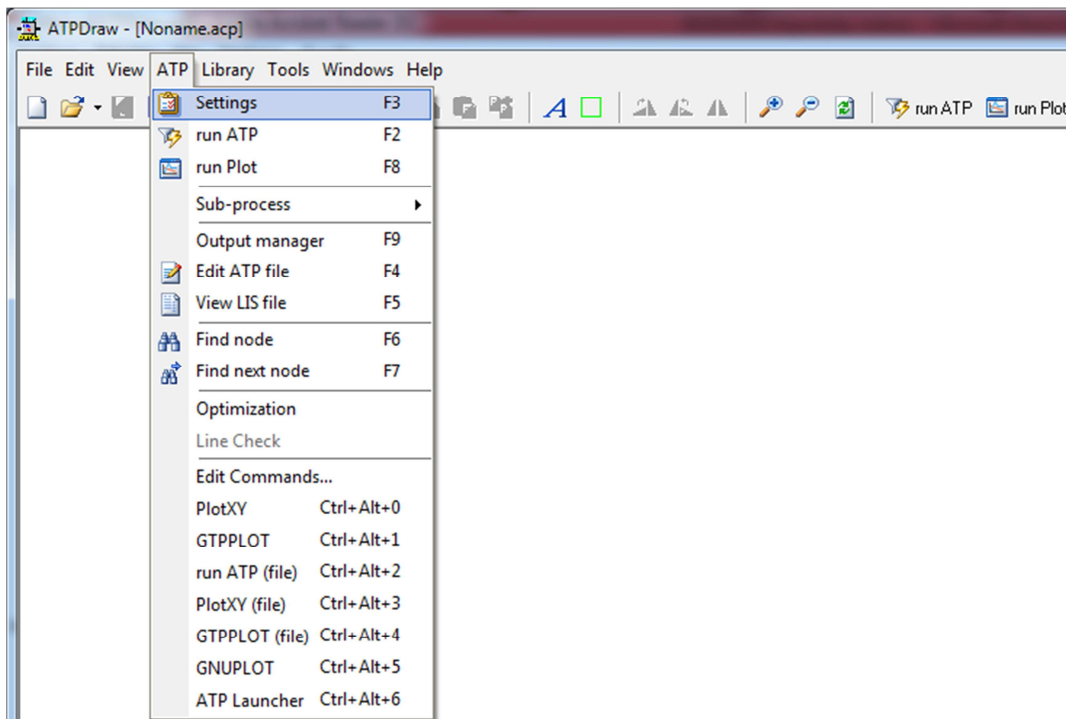 ATPDraw - [Noname.acp]
File Edit View ATP Library Tools Windows Help
A run ATP run Plot
Settings F3
run ATP F2
run Plot F8
Sub-process
Output manager F9
Edit ATP file F4
View LIS file F5
Find node F6
Find next node F7
Optimization
Line Check
Edit Commands...
PlotXY Ctrl+Alt+0
GTPPLOT Ctrl+Alt+1
run ATP (file) Ctrl+Alt+2
PlotXY (file) Ctrl+Alt+3
GTPPLOT (file) Ctrl+Alt+4
GNUPLOT Ctrl+Alt+5
ATP Launcher Ctrl+Alt+6